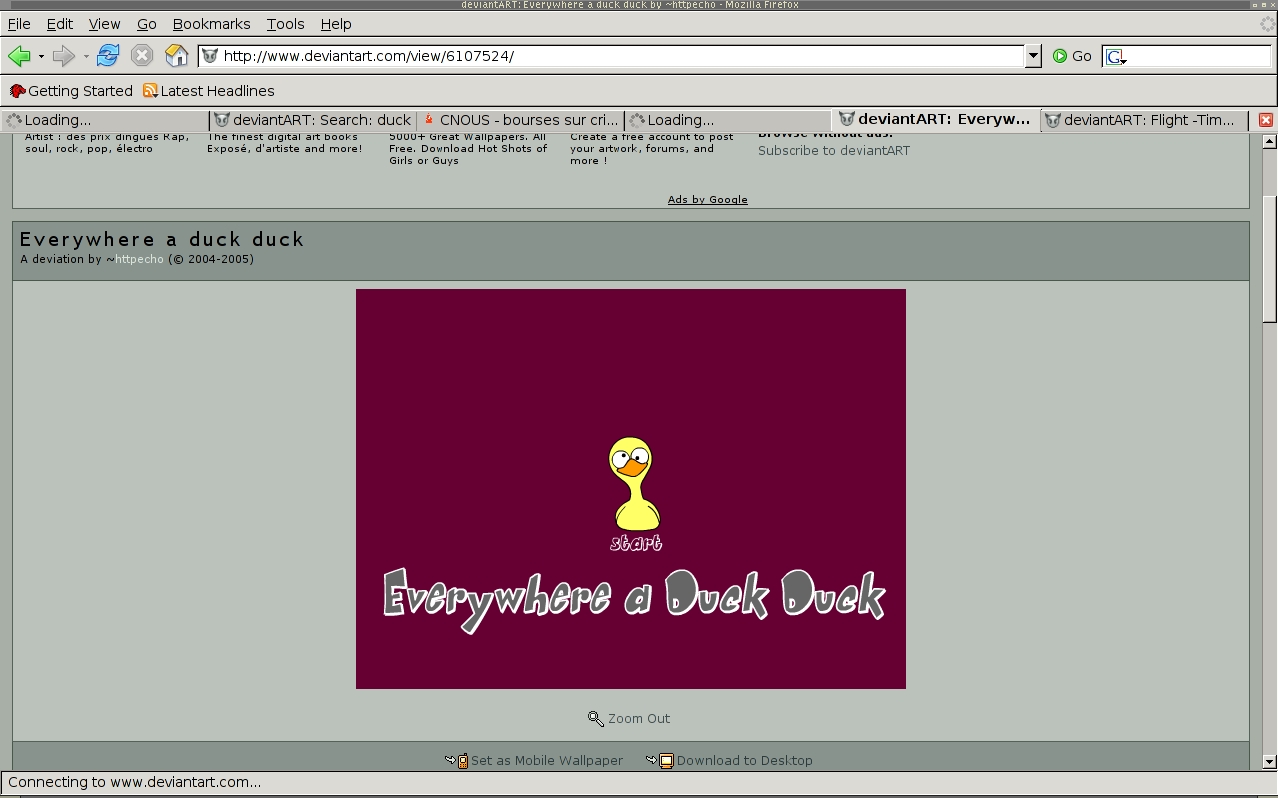 deviantART: Everywhere a duck duck by ~httpecho - Mozilla Firefox
File Edit View Go Bookmarks Tools Help
http://www.deviantart.com/view/6107524/ Go G
Getting Started Latest Headlines
Loading... deviantART: Search: duck CNOUS - bourses sur cri... Loading... deviantART: Everyw... deviantART: Flight -Tim...
Artist : des prix dingues Rap,
soul, rock, pop, électro
The finest digital art books
Exposé, d'artiste and more!
5000+ Great Wallpapers. All
Free. Download Hot Shots of
Girls or Guys
Create a free account to post
your artwork, forums, and
more !
Browse without ads.
Subscribe to deviantART
Ads by Google
Everywhere a duck duck
A deviation by ~httpecho (© 2004-2005)
start
Everywhere a Duck Duck
Zoom Out
Set as Mobile Wallpaper Download to Desktop
Connecting to www.deviantart.com...